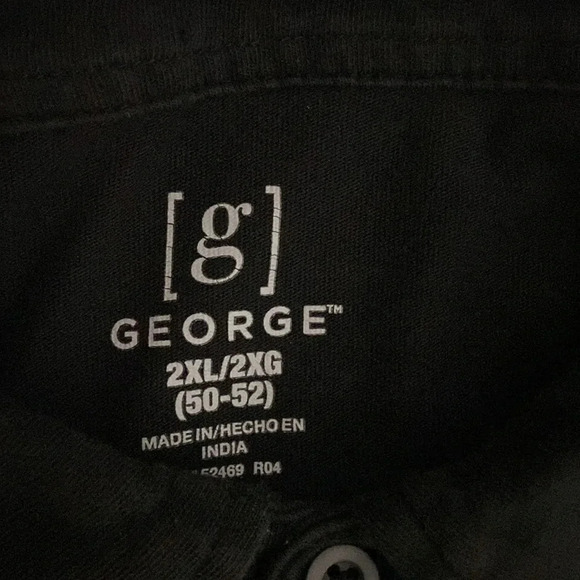 [g]
GEORGE™
2XL/2XG
(50-52)
MADE IN/HECHO EN
INDIA
52469 R04